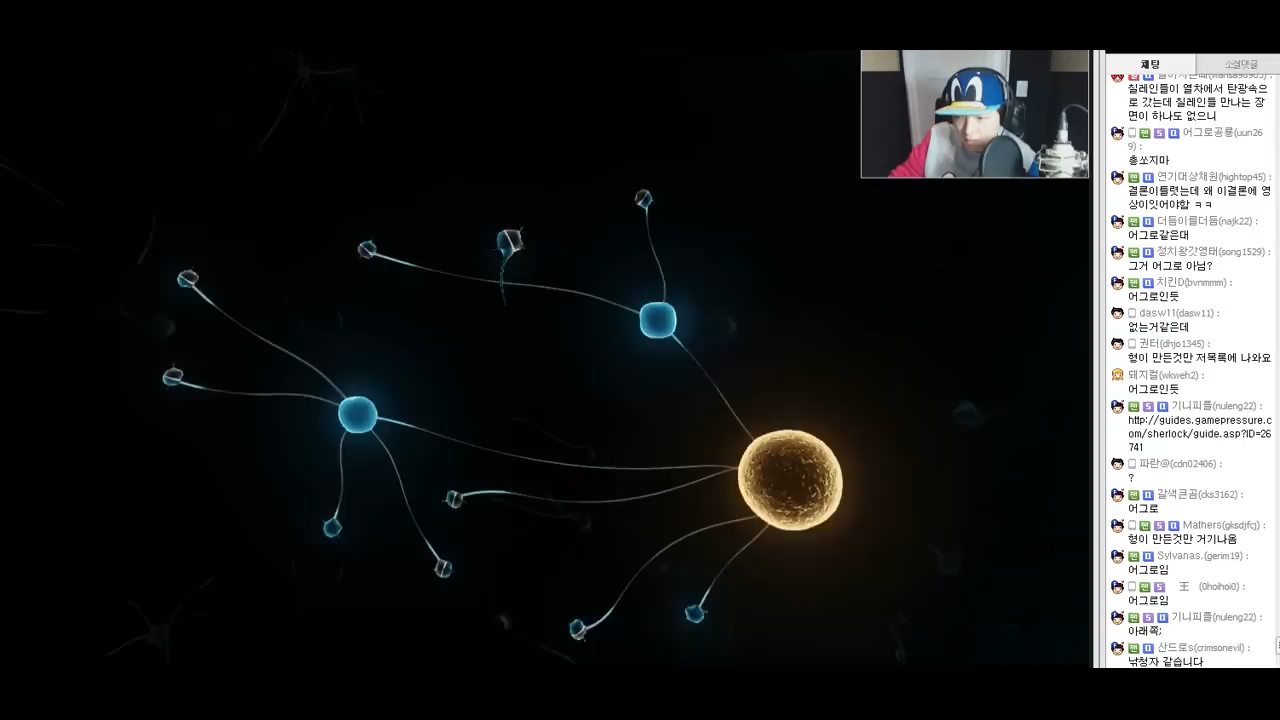 채팅
소셜댓글
칠레인들이 열차에서 탄광속으
로 갔는데 칠레인들 만나는 장
면이 하나도 없으니
어그로공룡(uun26
9) :
총쏘지마
연기대상채원(hightop45) :
결론이틀렷는데 왜 이결론에 영
상이잇어야함 ㅋㅋ
더듬이를더듬(najk22) :
어그로같은대
정치왕갓영태(song1529) :
그거 어그로 아님?
치킨D(bvnmmm) :
어그로인듯
dasw11(dasw11) :
없는거같은데
권터(dhjo1345) :
형이 만든것만 저목록에 나와요
돼지컬(wkweh2) :
어그로인듯
기니피플(nuleng22) :
http://guides.gamepressure.c
om/sherlock/guide.asp?ID=26
741
파란@(cdn02406) :
?
갈색큰곰(cks3162) :
어그로
Mathers(gksdjfcj) :
형이 만든것만 거기나옴
Sylvanas.(gerim19) :
어그로임
王 (0hoihoi0) :
어그로임
기니피플(nuleng22) :
아래쪽;
산드로s(crimsonevil) :
낚청자 같습니다